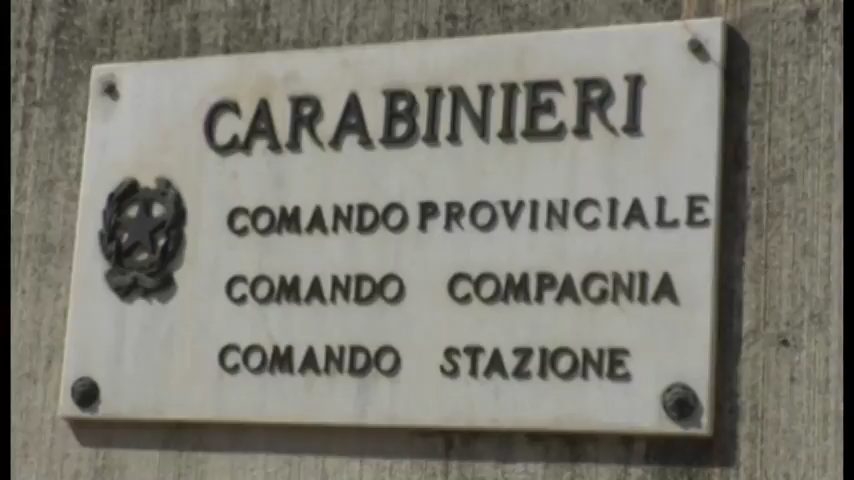 CARABINIERI
COMANDO PROVINCIALE
COMANDO COMPAGNIA
COMANDO STAZIONE